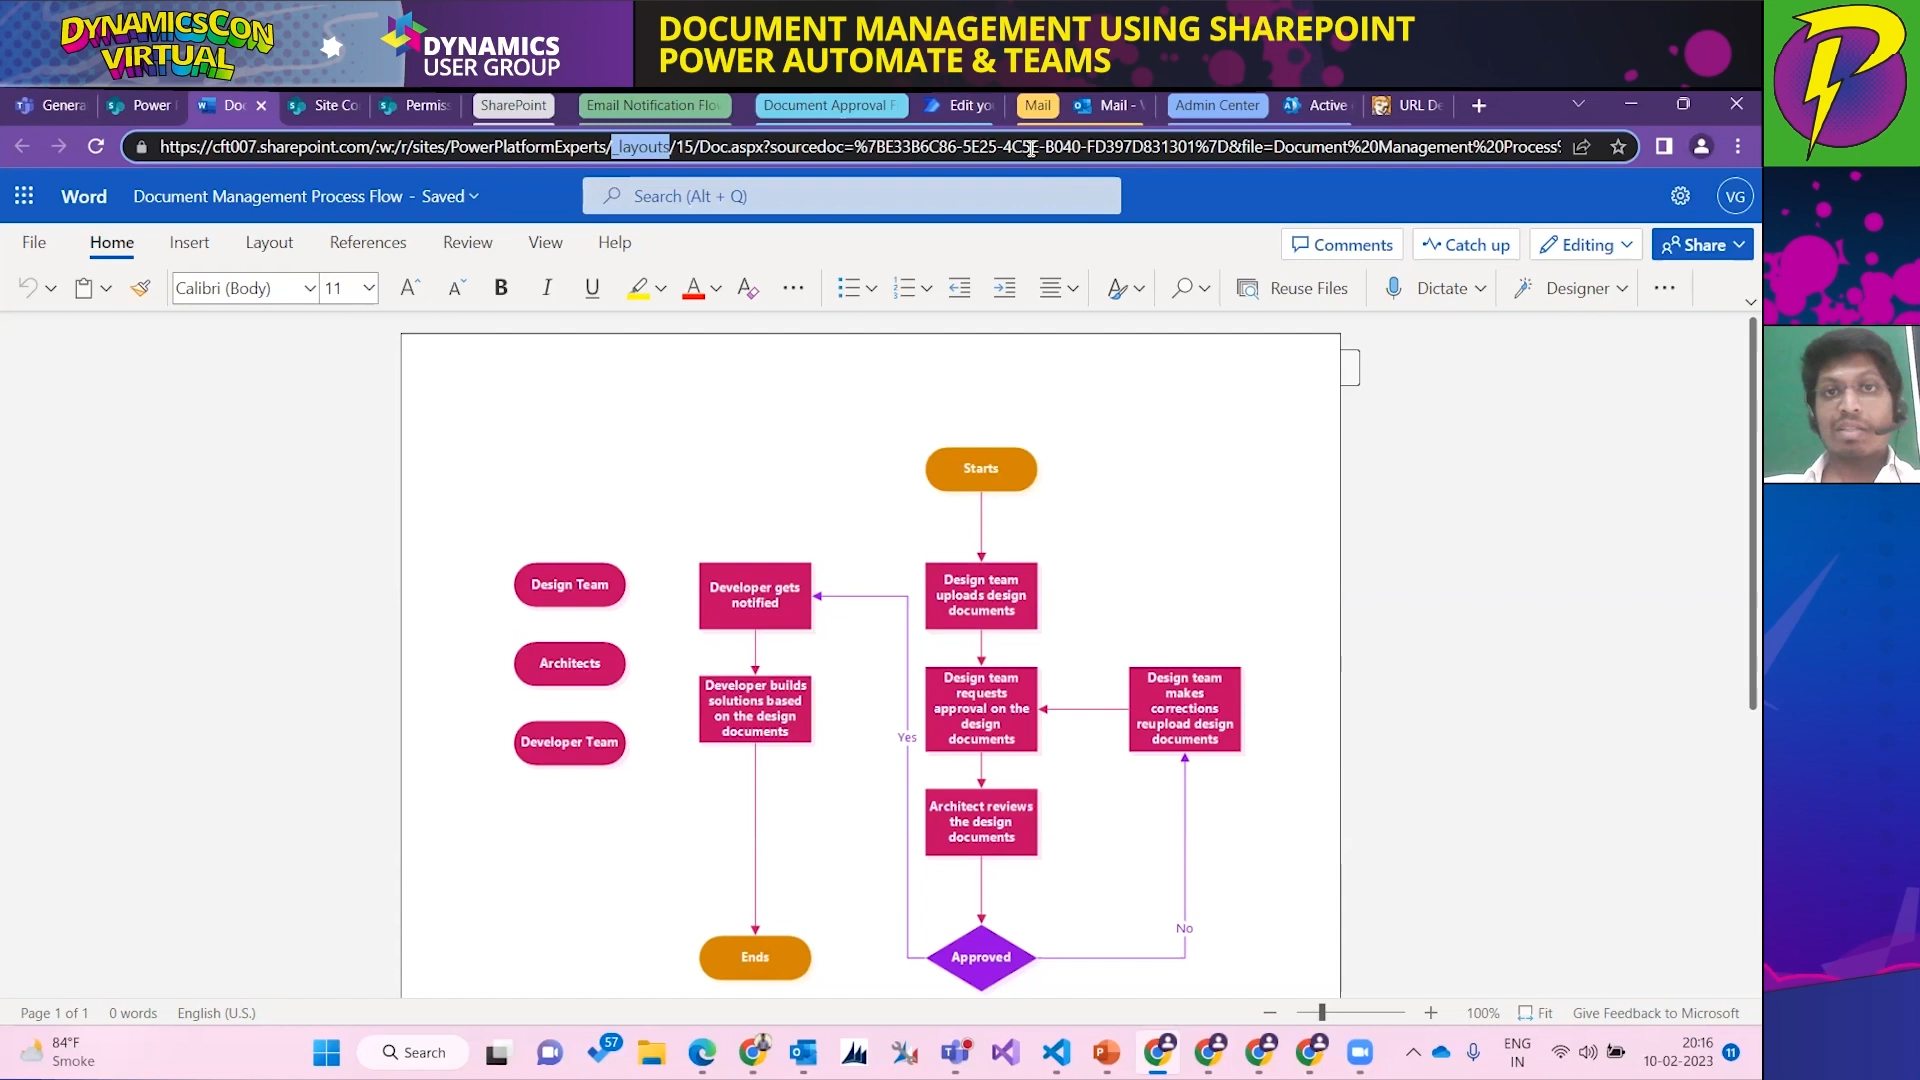 DYNAMICSCON
VIRTUAL
DYNAMICS
USER GROUP
DOCUMENT MANAGEMENT USING SHAREPOINT
POWER AUTOMATE & TEAMS
Genera
Power
Doc
Site Co
Permiss
SharePoint
Email Notification Flo
Document Approval F
Edit yo
Mail
Mail -
Admin Center
Active
URL De
https://cft007.sharepoint.com/:w:/r/sites/PowerPlatformExperts/_layouts/15/Doc.aspx?sourcedoc=%7BE33B6C86-5E25-4C5E-B040-FD397D831301%7D&file=Document%20Management%20Process%
Word
Document Management Process Flow - Saved
Search (Alt + Q)
VG
File
Home
Insert
Layout
References
Review
View
Help
Comments
Catch up
Editing
Share
Calibri (Body)
11
Reuse Files
Dictate
Designer
Starts
Design Team
Developer gets
notified
Design team
uploads design
documents
Architects
Developer builds
solutions based
on the design
documents
Design team
requests
approval on the
design
documents
Design team
makes
corrections
reupload design
documents
Developer Team
Yes
Architect reviews
the design
documents
No
Ends
Approved
Page 1 of 1
0 words
English (U.S.)
100%
Fit
Give Feedback to Microsoft
84°F
Smoke
Search
57
ENG
IN
20:16
10-02-2023
11